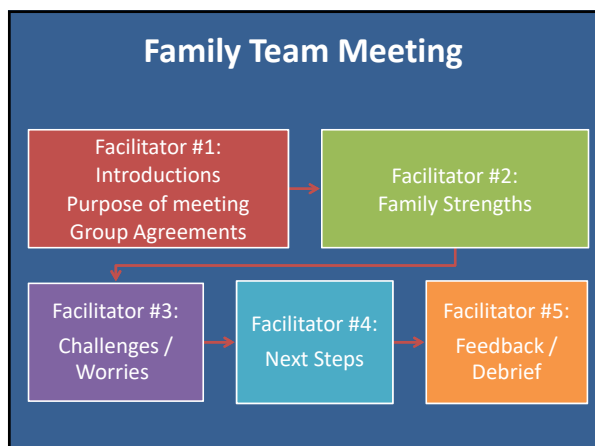 Family Team Meeting
Facilitator #1:
Introductions
Purpose of meeting
Group Agreements
Facilitator #2:
Family Strengths
Facilitator #3:
Challenges /
Worries
Facilitator #4:
Next Steps
Facilitator #5:
Feedback /
Debrief